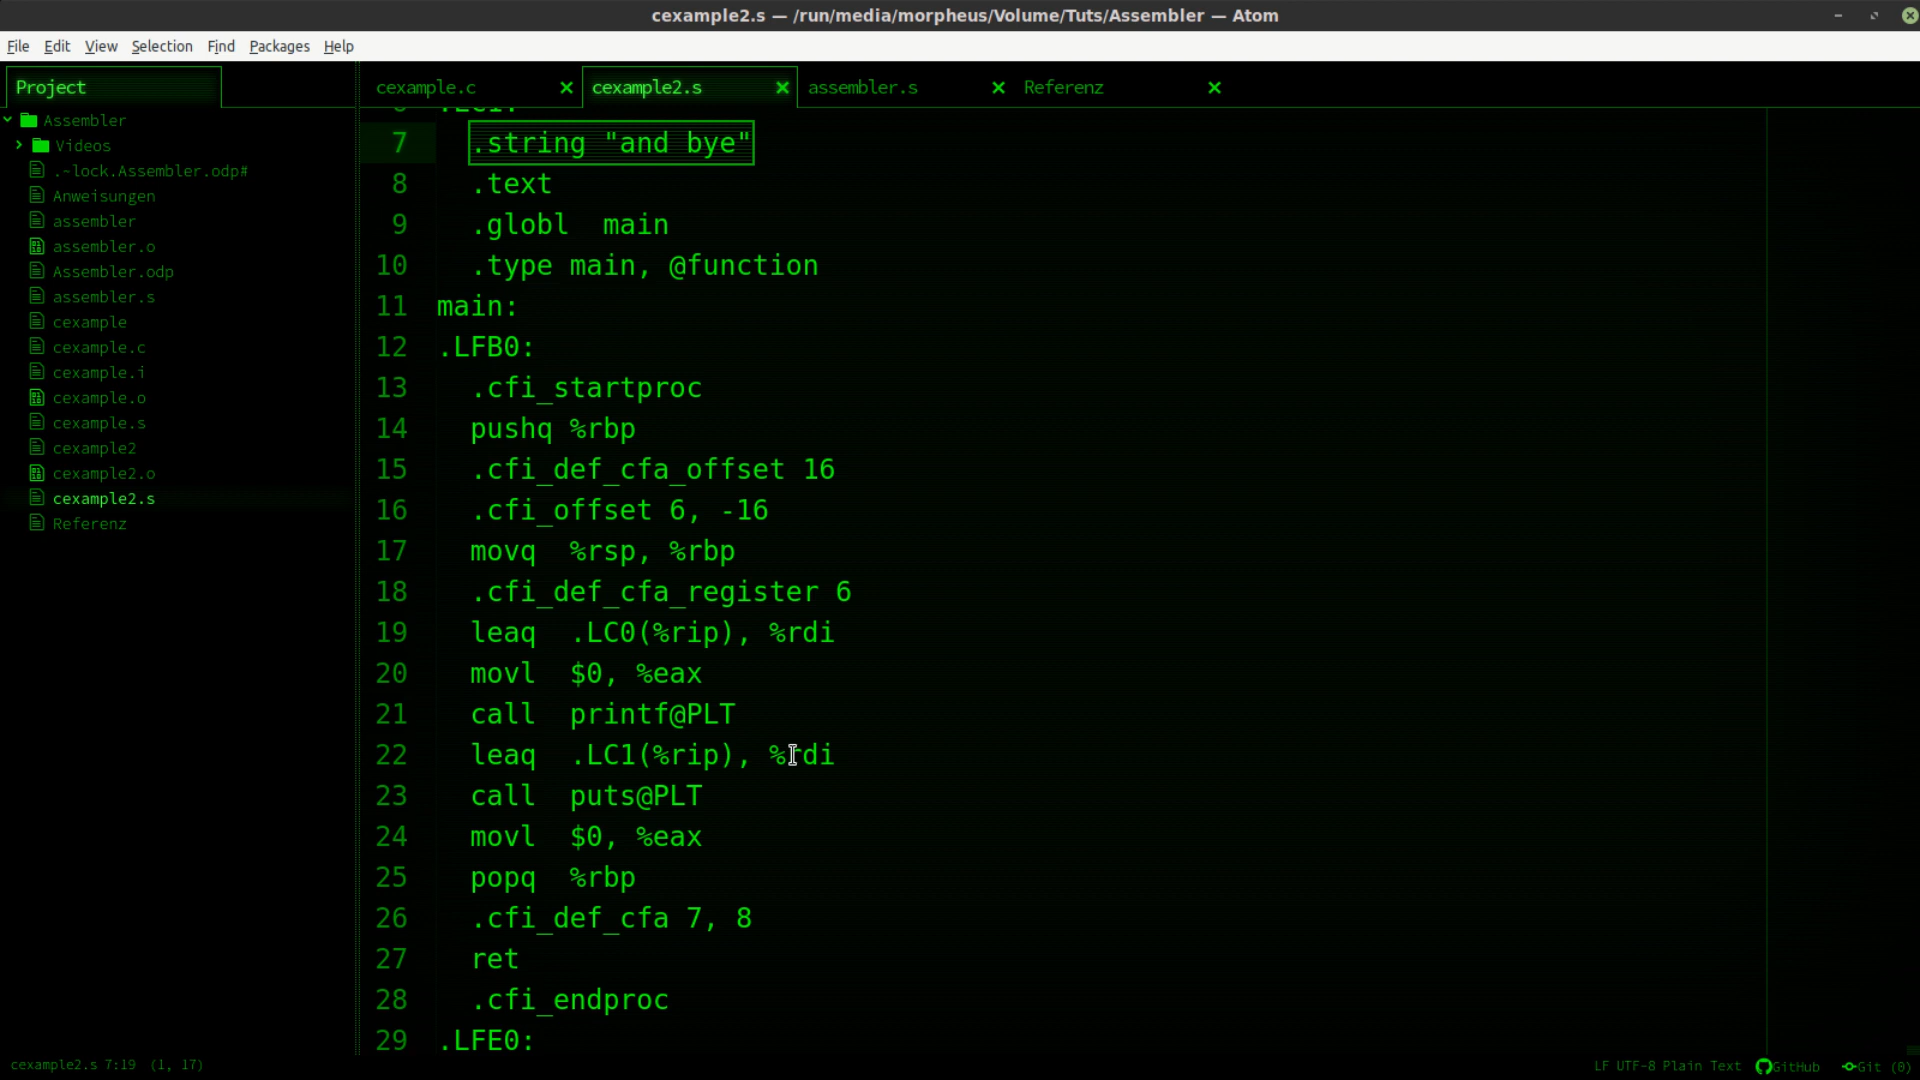 cexample2.s — /run/media/morpheus/Volume/Tuts/Assembler — Atom
File Edit View Selection Find Packages Help
Project
cexample.c
cexample2.s
assembler.s
Referenz
Assembler
Videos
.~lock.Assembler.odp#
Anweisungen
assembler
assembler.o
Assembler.odp
assembler.s
cexample
cexample.c
cexample.i
cexample.o
cexample.s
cexample2
cexample2.o
cexample2.s
Referenz
7 .string "and bye"
8 .text
9 .globl main
10 .type main, @function
11 main:
12 .LFB0:
13 .cfi_startproc
14 pushq %rbp
15 .cfi_def_cfa_offset 16
16 .cfi_offset 6, -16
17 movq %rsp, %rbp
18 .cfi_def_cfa_register 6
19 leaq .LC0(%rip), %rdi
20 movl $0, %eax
21 call printf@PLT
22 leaq .LC1(%rip), %rdi
23 call puts@PLT
24 movl $0, %eax
25 popq %rbp
26 .cfi_def_cfa 7, 8
27 ret
28 .cfi_endproc
29 .LFE0:
cexample2.s 7:19 (1, 17)
LF UTF-8 Plain Text GitHub Git (0)